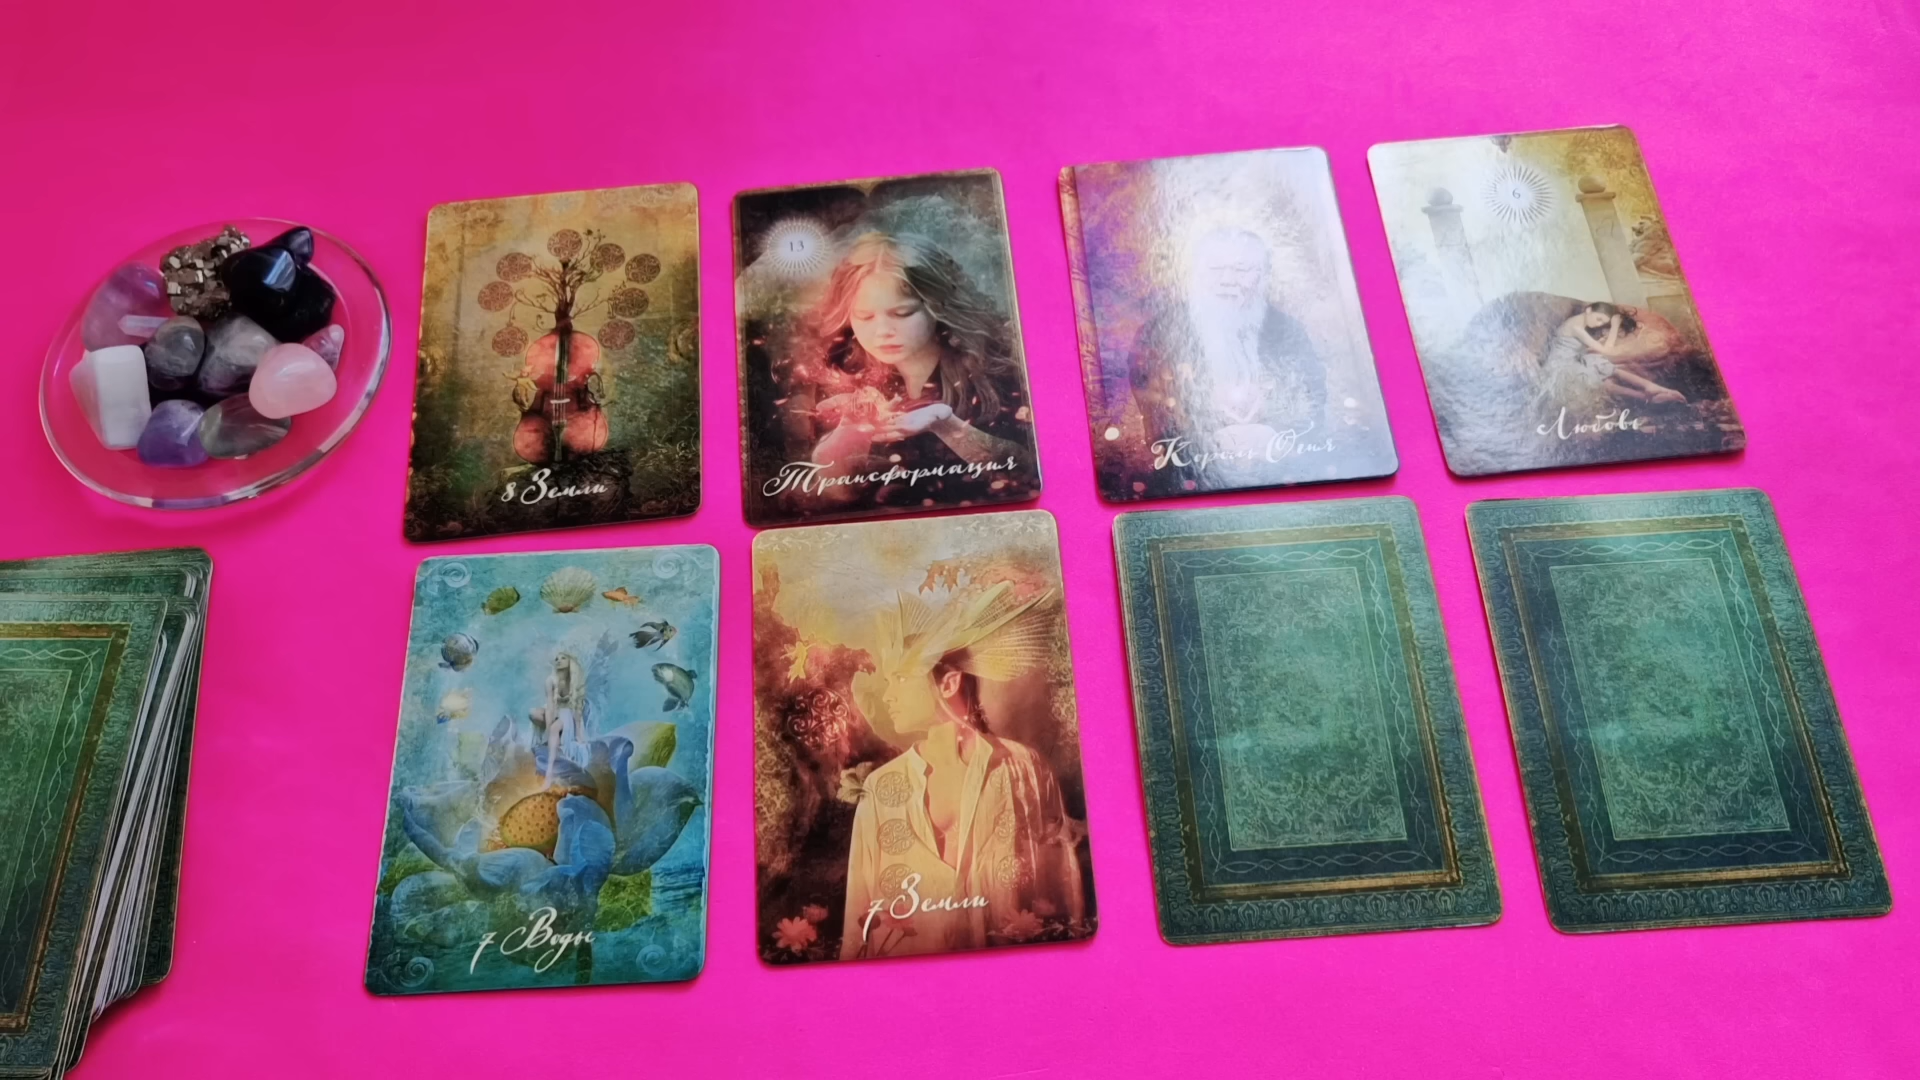 8 Земли
13
Трансформация
Король Огня
6
Любовь
7 Воды
7 Земли